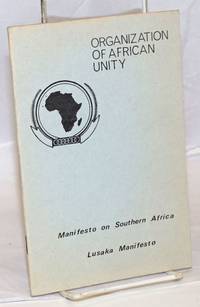 ORGANIZATION
OF AFRICAN
UNITY
Manifesto on Southern Africa
Lusaka Manifesto